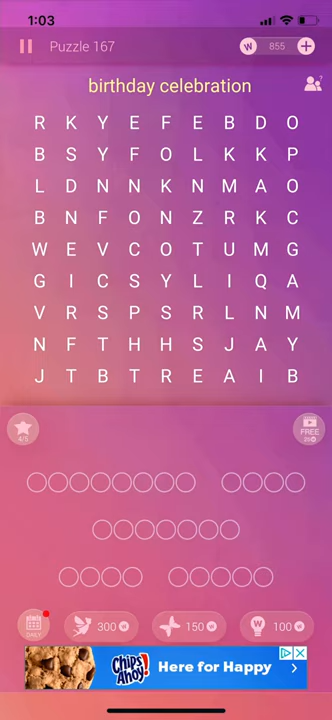 1:03
Puzzle 167
W 855 +
birthday celebration
?
R K Y E F E B D O
B S Y F O L K K P
L D N N K N M A O
B N F O N Z R K C
W E V C O T U M G
G I C S Y L I Q A
V R S P S R L N M
N F T H H S J A Y
J T B T R E A I B
4/5
FREE
25 W
DAILY
300 W
150 W
100 W
Chips Ahoy!
Here for Happy